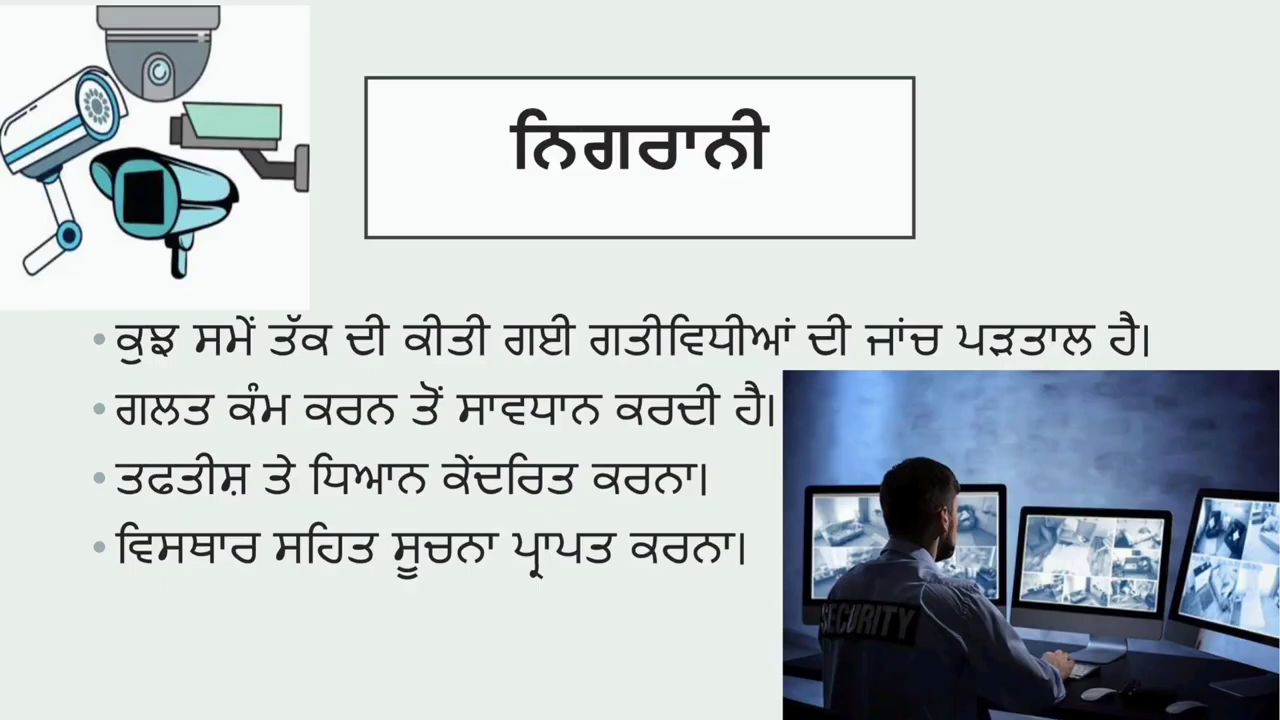 ਨਿਗਰਾਨੀ
• ਕੁਝ ਸਮੇਂ ਤੱਕ ਦੀ ਕੀਤੀ ਗਈ ਗਤੀਵਿਧੀਆਂ ਦੀ ਜਾਂਚ ਪੜਤਾਲ ਹੈ।
• ਗਲਤ ਕੰਮ ਕਰਨ ਤੋਂ ਸਾਵਧਾਨ ਕਰਦੀ ਹੈ।
• ਤਫਤੀਸ਼ ਤੇ ਧਿਆਨ ਕੇਂਦਰਿਤ ਕਰਨਾ।
• ਵਿਸਥਾਰ ਸਹਿਤ ਸੂਚਨਾ ਪ੍ਰਾਪਤ ਕਰਨਾ।
SECURITY